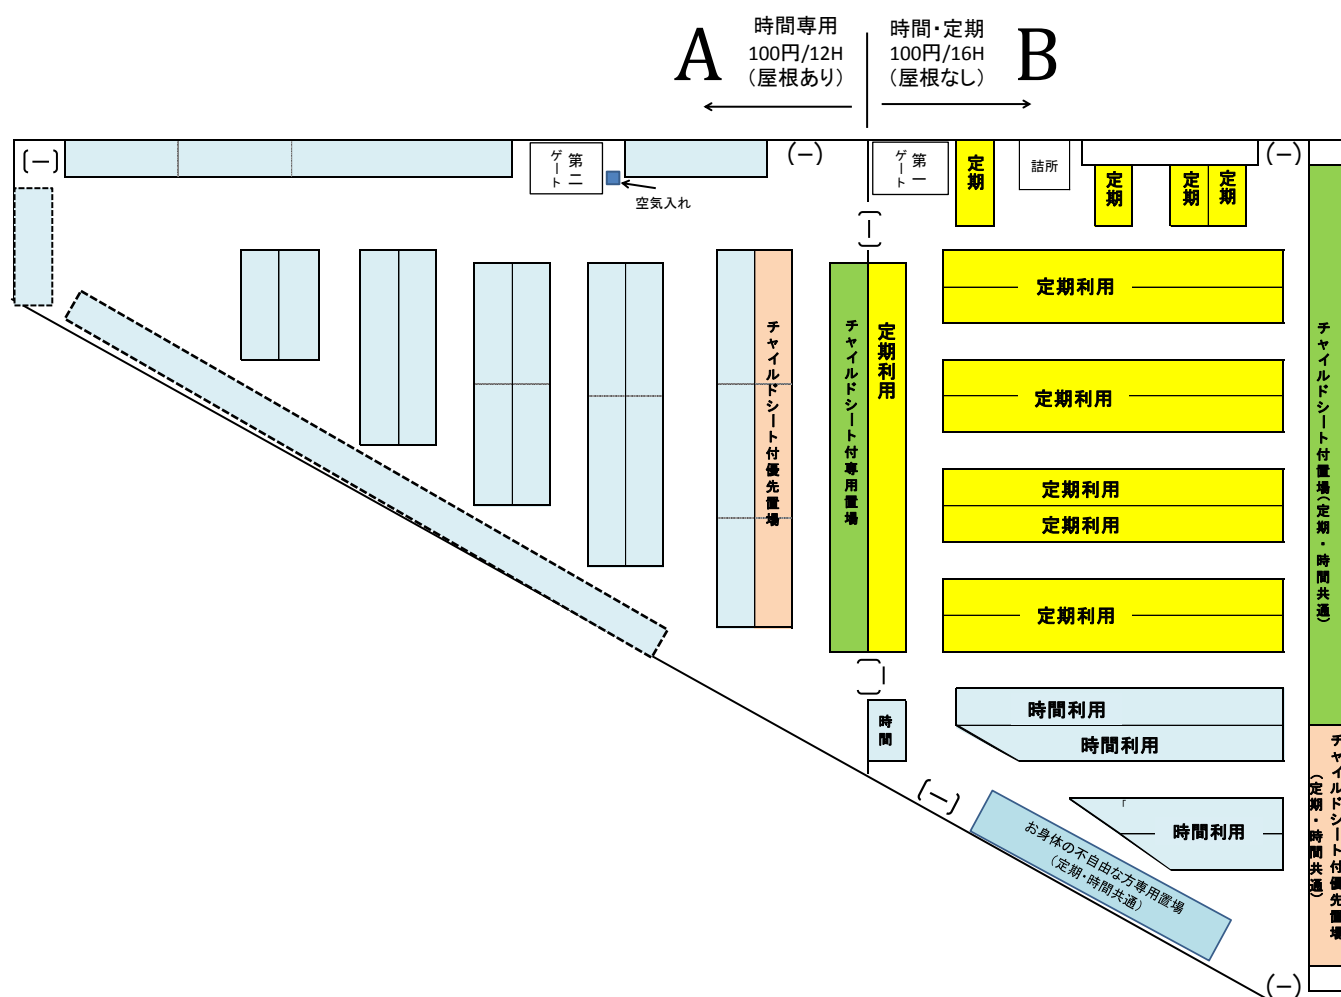 A
時間専用
100円/12H
（屋根あり）
時間・定期
100円/16H
（屋根なし）
B
第二
ゲート
空気入れ
第一
ゲート
定期
詰所
定期
定期
定期
チャイルドシート付優先置場
チャイルドシート付専用置場
定期利用
定期利用
定期利用
定期利用
定期利用
定期利用
時間
時間利用
時間利用
時間利用
お身体の不自由な方専用置場
（定期・時間共通）
チャイルドシート付置場（定期・時間共通）
チャイルドシート付優先置場
（定期・時間共通）